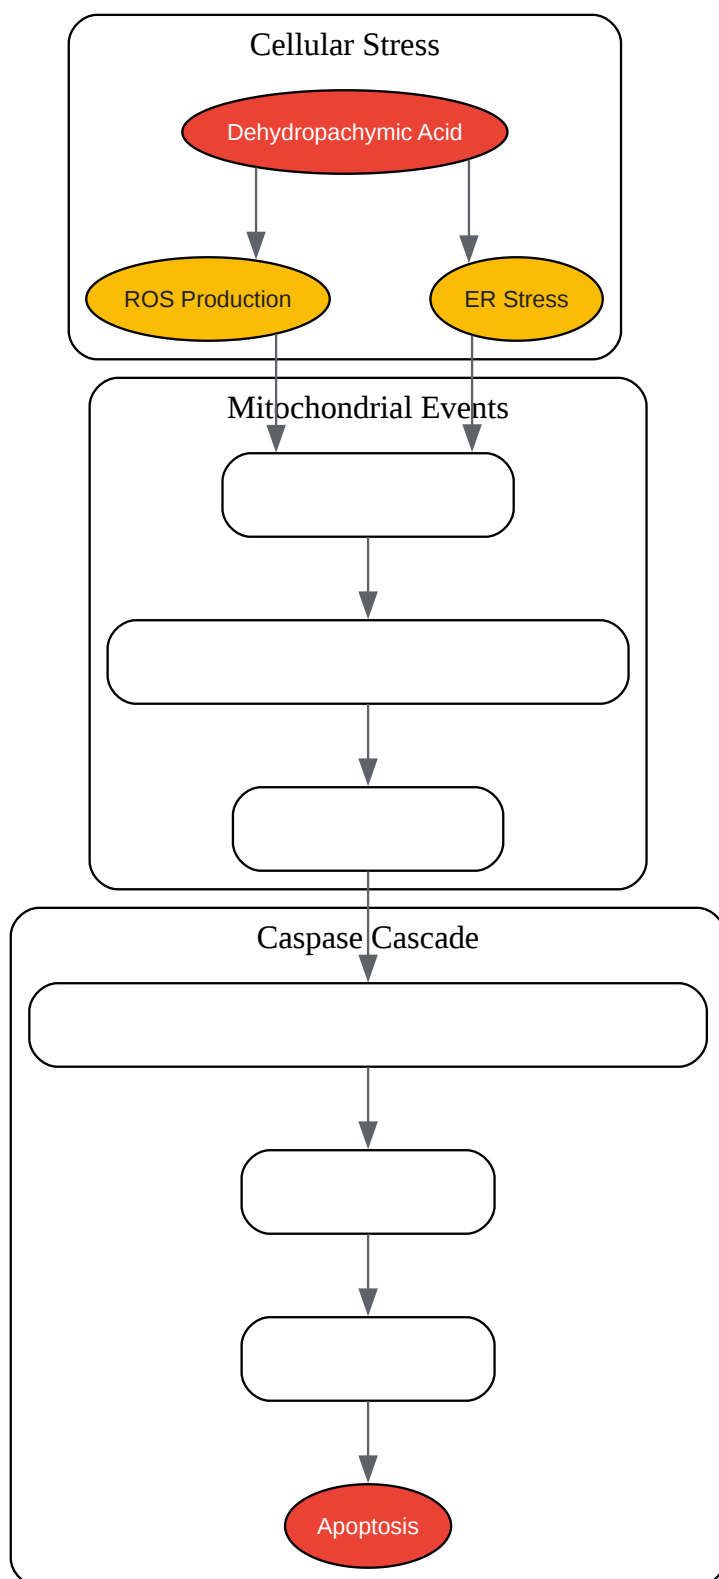 Cellular Stress
Dehydropachymic Acid
ROS Production
ER Stress
Mitochondrial Events
Caspase Cascade
Apoptosis